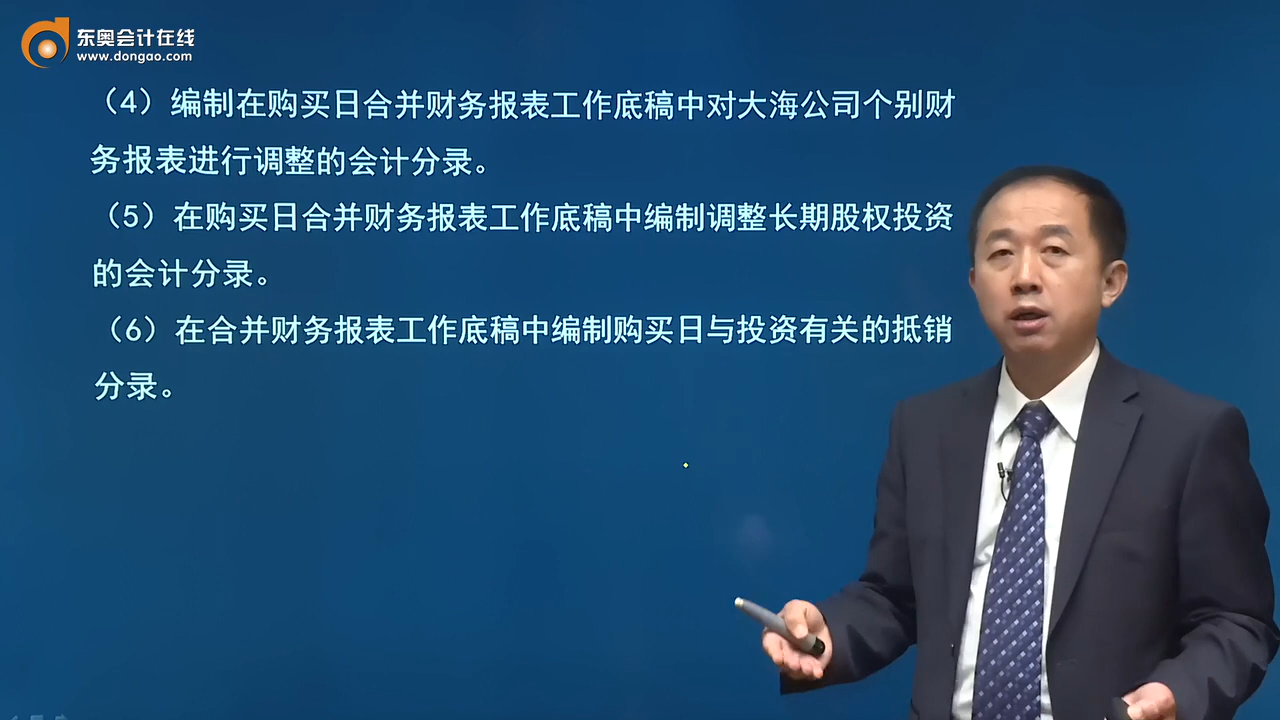 东奥会计在线
www.dongao.com
（4）编制在购买日合并财务报表工作底稿中对大海公司个别财
务报表进行调整的会计分录。
（5）在购买日合并财务报表工作底稿中编制调整长期股权投资
的会计分录。
（6）在合并财务报表工作底稿中编制购买日与投资有关的抵销
分录。